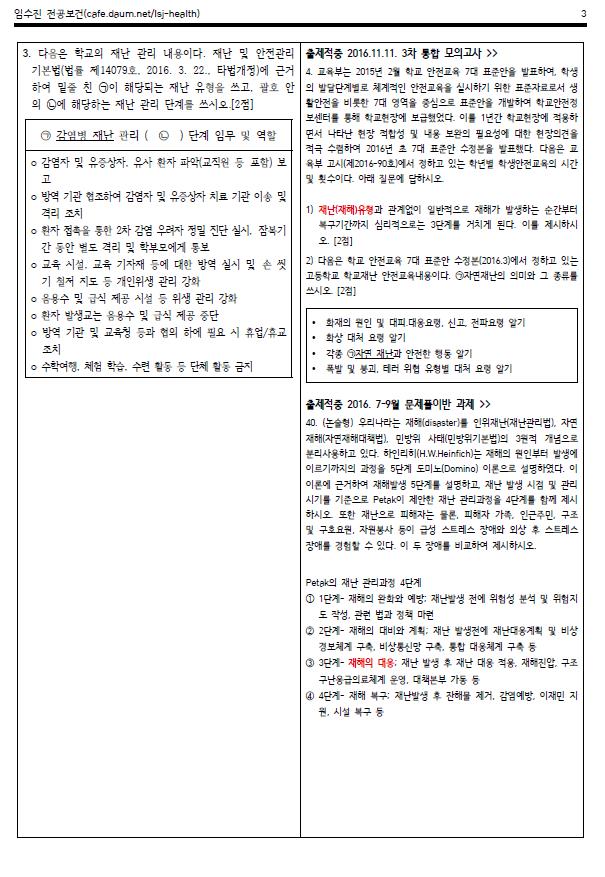 임수진 전공보건(cafe.daum.net/lsj-health)
3
3. 다음은 학교의 재난 관리 내용이다. 재난 및 안전관리
기본법(법률 제14079호, 2016. 3. 22., 타법개정)에 근거
하여 밑줄 친 ㉠이 해당되는 재난 유형을 쓰고, 괄호 안
의 ㉡에 해당하는 재난 관리 단계를 쓰시오.[2점]
㉠ 감염병 재난 관리 ( ㉡ ) 단계 임무 및 역할
○ 감염자 및 유증상자, 유사 환자 파악(교직원 등 포함) 보
고
○ 방역 기관 협조하여 감염자 및 유증상자 치료 기관 이송 및
격리 조치
○ 환자 접촉을 통한 2차 감염 우려자 정밀 진단 실시, 잠복기
간 동안 별도 격리 및 학부모에게 통보
○ 교육 시설, 교육 기자재 등에 대한 방역 실시 및 손 씻
기 철저 지도 등 개인위생 관리 강화
○ 음용수 및 급식 제공 시설 등 위생 관리 강화
○ 환자 발생교는 음용수 및 급식 제공 중단
○ 방역 기관 및 교육청 등과 협의 하에 필요 시 휴업/휴교
조치
○ 수학여행, 체험 학습, 수련 활동 등 단체 활동 금지
출제적중 2016.11.11. 3차 통합 모의고사 >>
4. 교육부는 2015년 2월 학교 안전교육 7대 표준안을 발표하여, 학생
의 발달단계별로 체계적인 안전교육을 실시하기 위한 표준자료로서 생
활안전을 비롯한 7대 영역을 중심으로 표준안을 개발하여 학교안전정
보센터를 통해 학교현장에 보급했었다. 이를 1년간 학교현장에 적용하
면서 나타난 현장 적합성 및 내용 보완의 필요성에 대한 현장의견을
적극 수렴하여 2016년 초 7대 표준안 수정본을 발표했다. 다음은 교
육부 고시(제2016-90호)에서 정하고 있는 학년별 학생안전교육의 시간
및 횟수이다. 아래 질문에 답하시오.
1) 재난(재해)유형과 관계없이 일반적으로 재해가 발생하는 순간부터
복구기간까지 심리적으로는 3단계를 거치게 된다. 이를 제시하시
오. [2점]
2) 다음은 학교 안전교육 7대 표준안 수정본(2016.3)에서 정하고 있는
고등학교 학교재난 안전교육내용이다. ㉠자연재난의 의미와 그 종류를
쓰시오. [2점]
• 화재의 원인 및 대피․대응요령, 신고, 전파요령 알기
• 화상 대처 요령 알기
• 각종 ㉠자연 재난과 안전한 행동 알기
• 폭발 및 붕괴, 테러 위협 유형별 대처 요령 알기
출제적중 2016. 7-9월 문제풀이반 과제 >>
40. (논술형) 우리나라는 재해(disaster)를 인위재난(재난관리법), 자연
재해(자연재해대책법), 민방위 사태(민방위기본법)의 3원적 개념으로
분리사용하고 있다. 하인리히(H.W.Heinfich)는 재해의 원인부터 발생에
이르기까지의 과정을 5단계 도미노(Domino) 이론으로 설명하였다. 이
이론에 근거하여 재해발생 5단계를 설명하고, 재난 발생 시점 및 관리
시기를 기준으로 Petak이 제안한 재난 관리과정을 4단계를 함께 제시
하시오. 또한 재난으로 피해자는 물론, 피해자 가족, 인근주민, 구조
및 구호요원, 자원봉사 등이 급성 스트레스 장애와 외상 후 스트레스
장애를 경험할 수 있다. 이 두 장애를 비교하여 제시하시오.
Petak의 재난 관리과정 4단계
① 1단계- 재해의 완화와 예방; 재난발생 전에 위험성 분석 및 위험지
도 작성, 관련 법과 정책 마련
② 2단계- 재해의 대비와 계획; 재난 발생전에 재난대응계획 및 비상
경보체계 구축, 비상통신망 구축, 통합 대응체계 구축 등
③ 3단계- 재해의 대응; 재난 발생 후 재난 대응 적용, 재해진압, 구조
구난응급의료체계 운영, 대책본부 가동 등
④ 4단계- 재해 복구; 재난발생 후 잔해물 제거, 감염예방, 이재민 지
원, 시설 복구 등